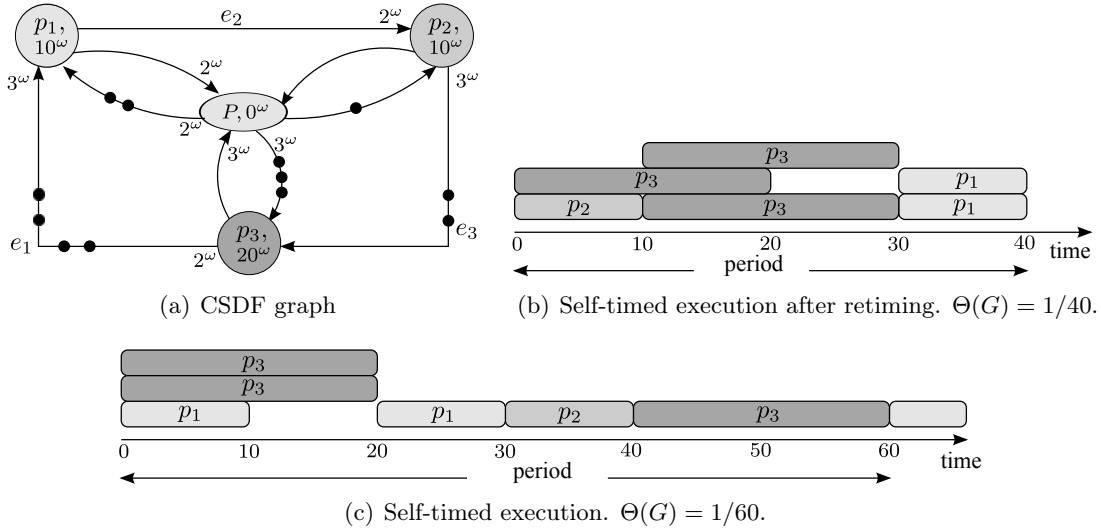 p₁, 10^ω
e₂
2^ω
p₂, 10^ω
3^ω
2^ω
3^ω
P, 0^ω
2^ω
3^ω
3^ω
e₁
2^ω
p₃, 20^ω
e₃
(a) CSDF graph
p₃
p₃ p₁
p₂ p₃ p₁
0 10 20 30 40 time
period
(b) Self-timed execution after retiming. Θ(G) = 1/40.
p₃
p₃
p₁ p₁ p₂ p₃
0 10 20 30 40 50 60 time
period
(c) Self-timed execution. Θ(G) = 1/60.